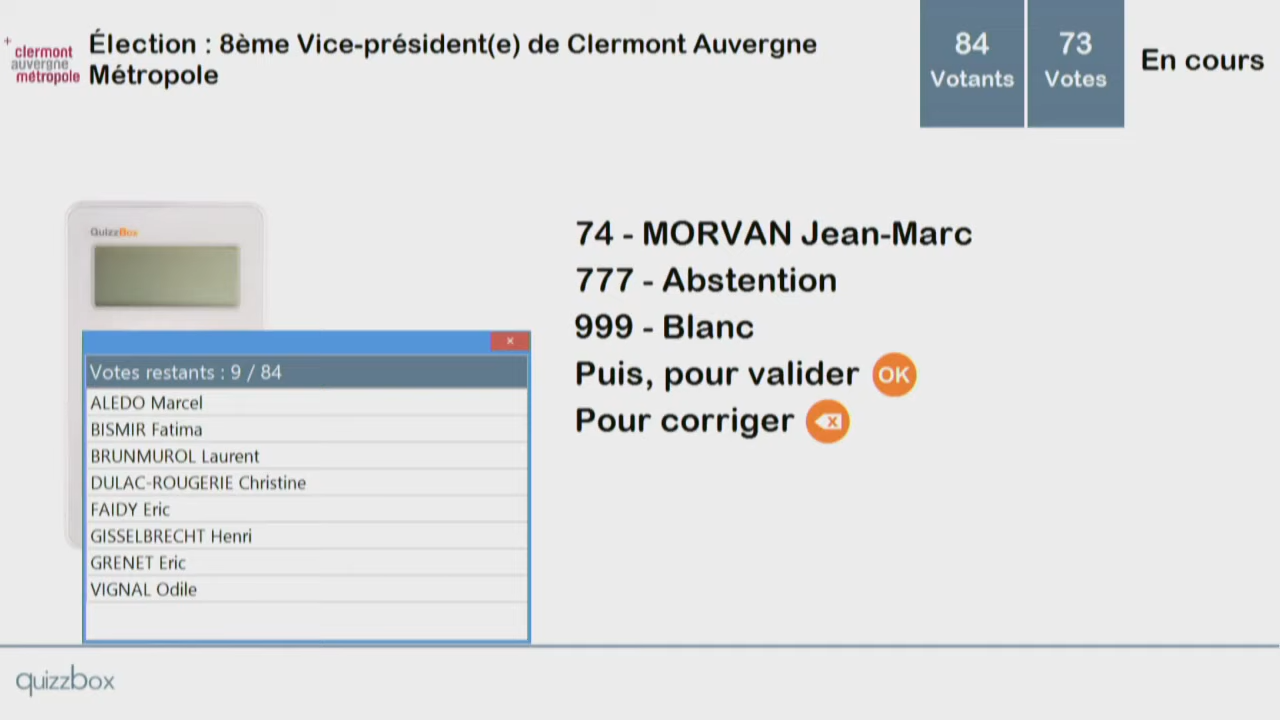 clermont
auvergne
métropole
Élection : 8ème Vice-président(e) de Clermont Auvergne
Métropole
84
Votants
73
Votes
En cours
QuizzBox
74 - MORVAN Jean-Marc
777 - Abstention
999 - Blanc
Puis, pour valider OK
Pour corriger
Votes restants : 9 / 84
ALEDO Marcel
BISMIR Fatima
BRUNMUROL Laurent
DULAC-ROUGERIE Christine
FAIDY Eric
GISSELBRECHT Henri
GRENET Eric
VIGNAL Odile
quizzbox